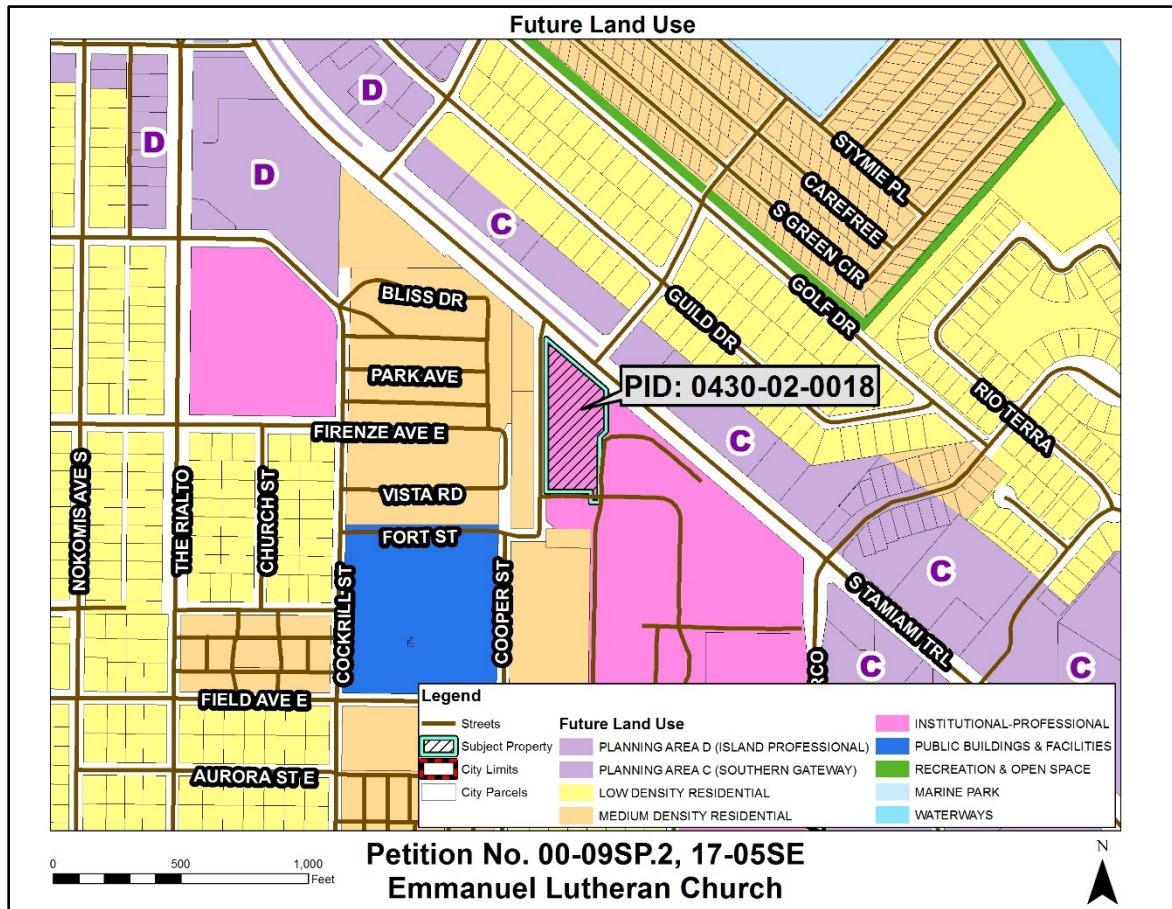 Future Land Use
D
D
D
C
STYMIE PL
CAREFREE
S GREEN CIR
GOLF DR
GUILD DR
BLISS DR
PARK AVE
PID: 0430-02-0018
RIO TERRA
FIRENZE AVE E
C
VISTA RD
NOKOMIS AVE S
THE RIALTO
CHURCH ST
FORT ST
COCKRILL ST
COOPER ST
C
S TAMIAMI TRL
C
C
RCO
FIELD AVE E
AURORA ST E
Legend
Streets
Subject Property
City Limits
City Parcels
Future Land Use
PLANNING AREA D (ISLAND PROFESSIONAL)
PLANNING AREA C (SOUTHERN GATEWAY)
LOW DENSITY RESIDENTIAL
MEDIUM DENSITY RESIDENTIAL
INSTITUTIONAL-PROFESSIONAL
PUBLIC BUILDINGS & FACILITIES
RECREATION & OPEN SPACE
MARINE PARK
WATERWAYS
0 500 1,000
Feet
Petition No. 00-09SP.2, 17-05SE
Emmanuel Lutheran Church
N